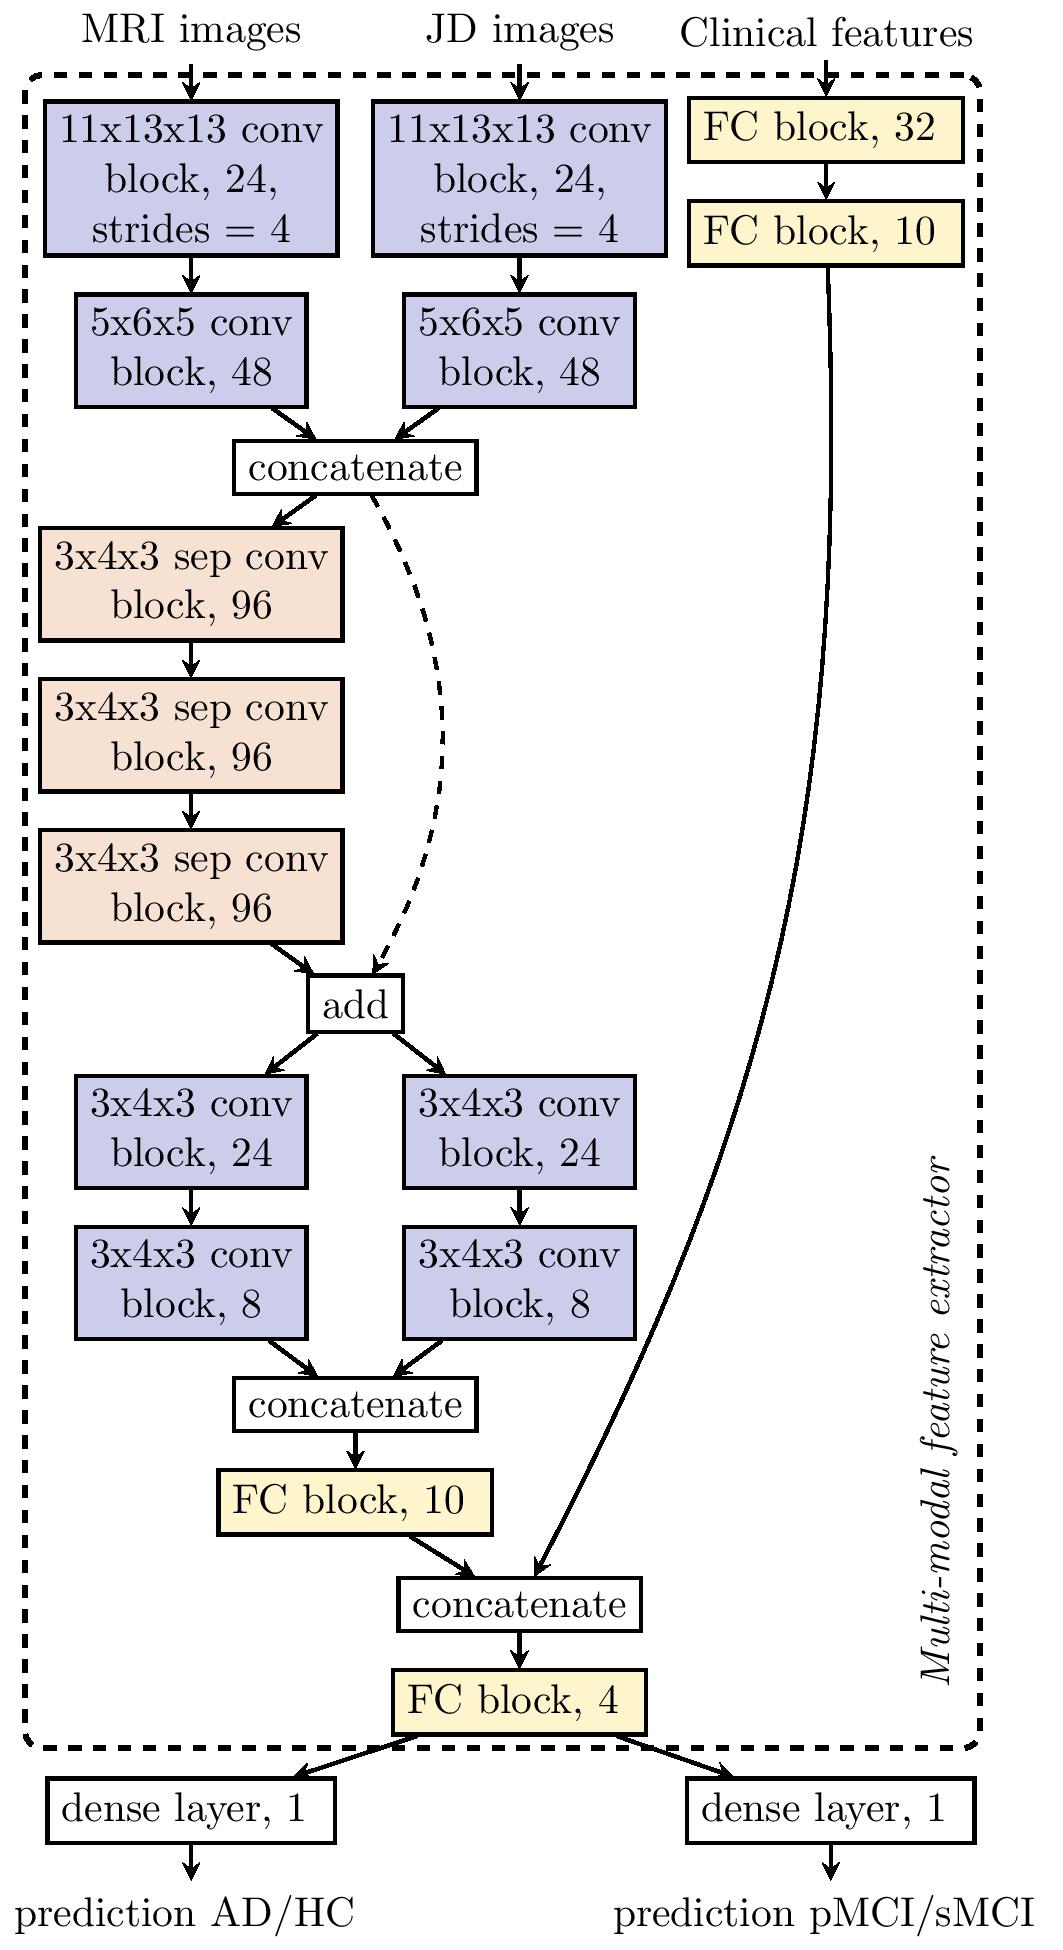 MRI images
JD images
Clinical features
11x13x13 conv
block, 24,
strides = 4
11x13x13 conv
block, 24,
strides = 4
FC block, 32
FC block, 10
5x6x5 conv
block, 48
5x6x5 conv
block, 48
concatenate
3x4x3 sep conv
block, 96
3x4x3 sep conv
block, 96
3x4x3 sep conv
block, 96
add
3x4x3 conv
block, 24
3x4x3 conv
block, 24
3x4x3 conv
block, 8
3x4x3 conv
block, 8
concatenate
FC block, 10
concatenate
FC block, 4
Multi-modal feature extractor
dense layer, 1
dense layer, 1
prediction AD/HC
prediction pMCI/sMCI